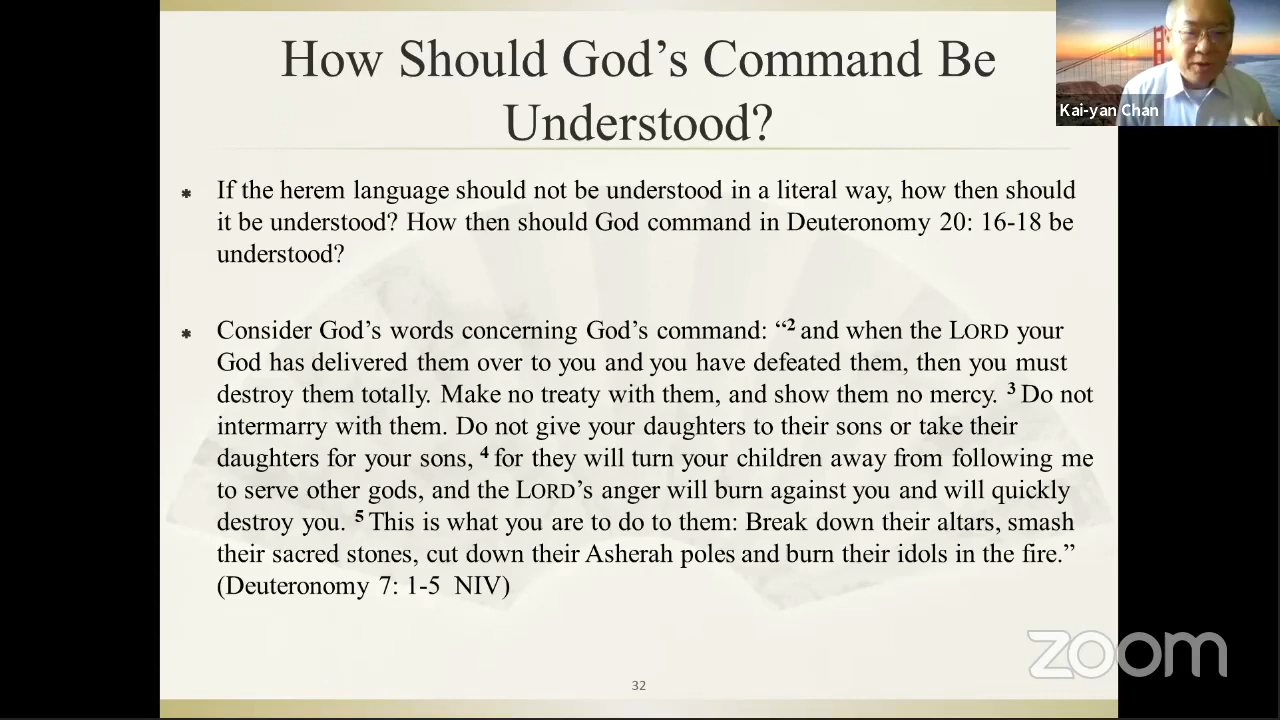 How Should God’s Command Be
Understood?
Kai-yan Chan
* If the herem language should not be understood in a literal way, how then should
it be understood? How then should God command in Deuteronomy 20: 16-18 be
understood?
* Consider God’s words concerning God’s command: “2 and when the LORD your
God has delivered them over to you and you have defeated them, then you must
destroy them totally. Make no treaty with them, and show them no mercy. 3 Do not
intermarry with them. Do not give your daughters to their sons or take their
daughters for your sons, 4 for they will turn your children away from following me
to serve other gods, and the LORD’s anger will burn against you and will quickly
destroy you. 5 This is what you are to do to them: Break down their altars, smash
their sacred stones, cut down their Asherah poles and burn their idols in the fire.”
(Deuteronomy 7: 1-5 NIV)
zoom
32